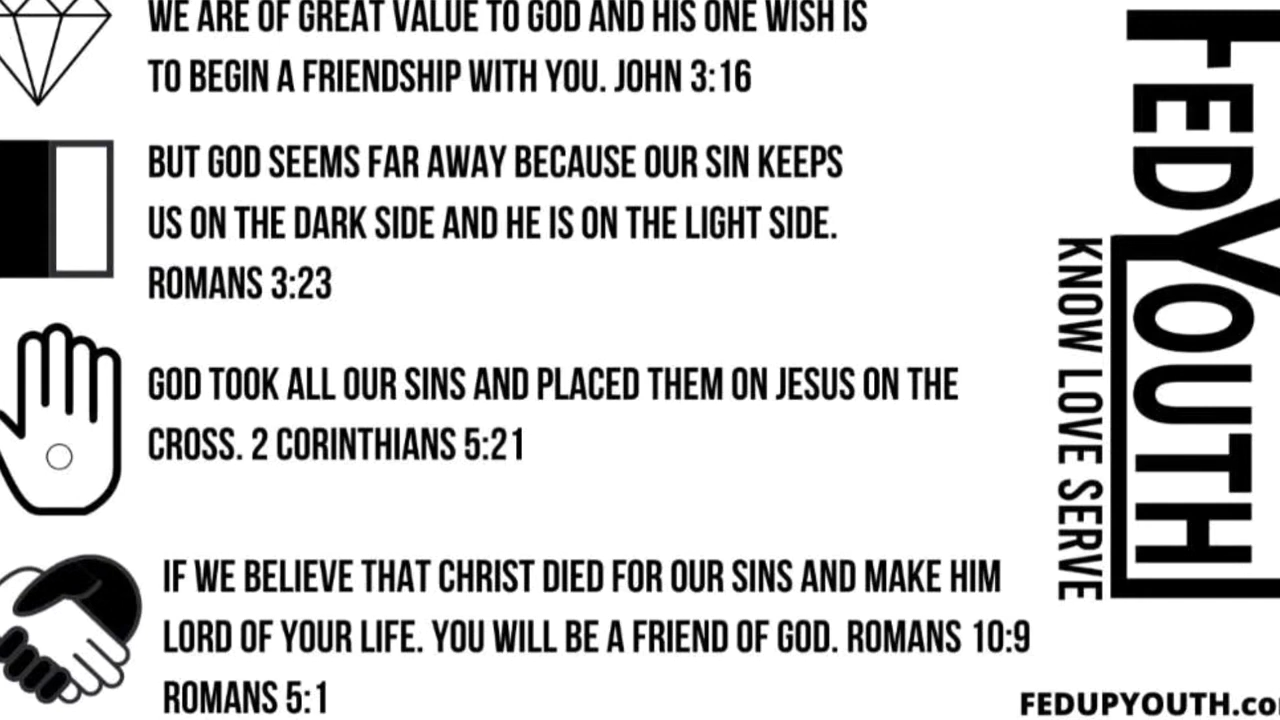 WE ARE OF GREAT VALUE TO GOD AND HIS ONE WISH IS
TO BEGIN A FRIENDSHIP WITH YOU. JOHN 3:16
BUT GOD SEEMS FAR AWAY BECAUSE OUR SIN KEEPS
US ON THE DARK SIDE AND HE IS ON THE LIGHT SIDE.
ROMANS 3:23
GOD TOOK ALL OUR SINS AND PLACED THEM ON JESUS ON THE
CROSS. 2 CORINTHIANS 5:21
IF WE BELIEVE THAT CHRIST DIED FOR OUR SINS AND MAKE HIM
LORD OF YOUR LIFE. YOU WILL BE A FRIEND OF GOD. ROMANS 10:9
ROMANS 5:1
FED
YOUTH
KNOW LOVE SERVE
FEDUPYOUTH.co